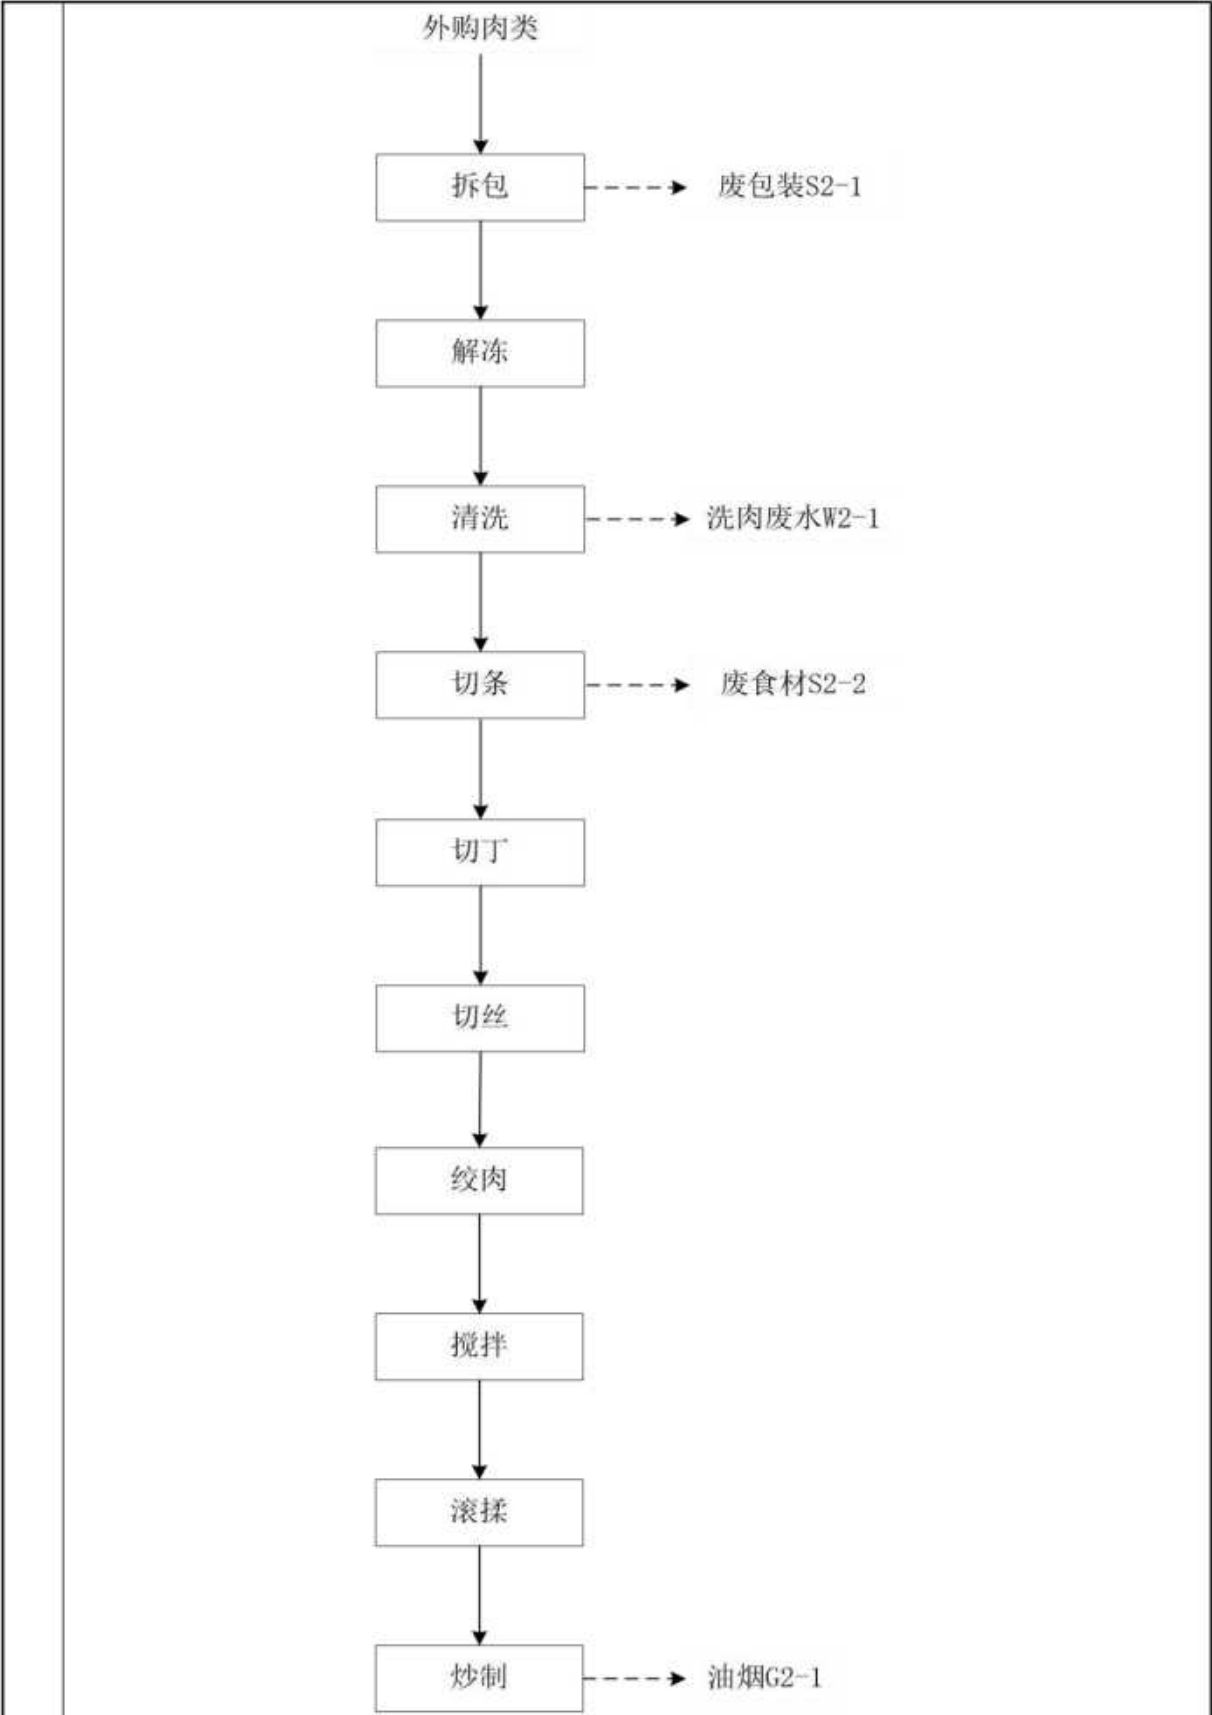 外购肉类
拆包
废包装S2-1
解冻
清洗
洗肉废水W2-1
切条
废食材S2-2
切丁
切丝
绞肉
搅拌
滚揉
炒制
油烟G2-1